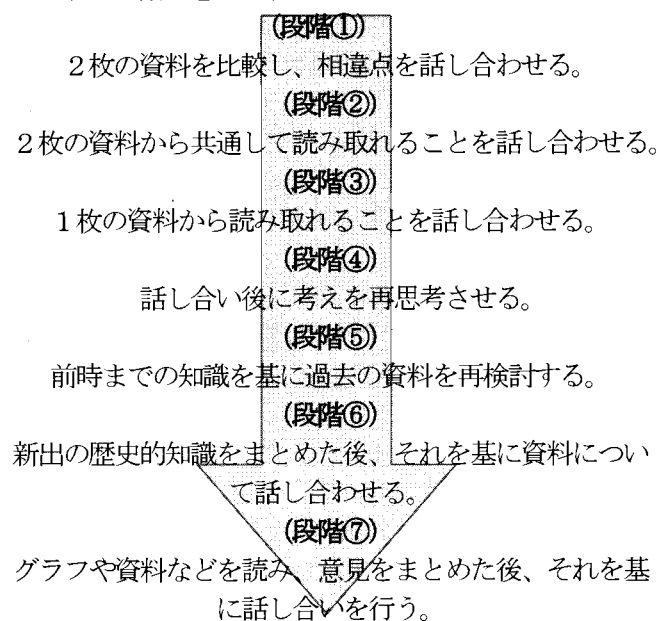 (段階①)
2枚の資料を比較し、相違点を話し合わせる。
(段階②)
2枚の資料から共通して読み取れることを話し合わせる。
(段階③)
1枚の資料から読み取れることを話し合わせる。
(段階④)
話し合い後に考えを再思考させる。
(段階⑤)
前時までの知識を基に過去の資料を再検討する。
(段階⑥)
新出の歴史的知識をまとめた後、それを基に資料につい
て話し合わせる。
(段階⑦)
グラフや資料などを読み、意見をまとめた後、それを基
に話し合いを行う。